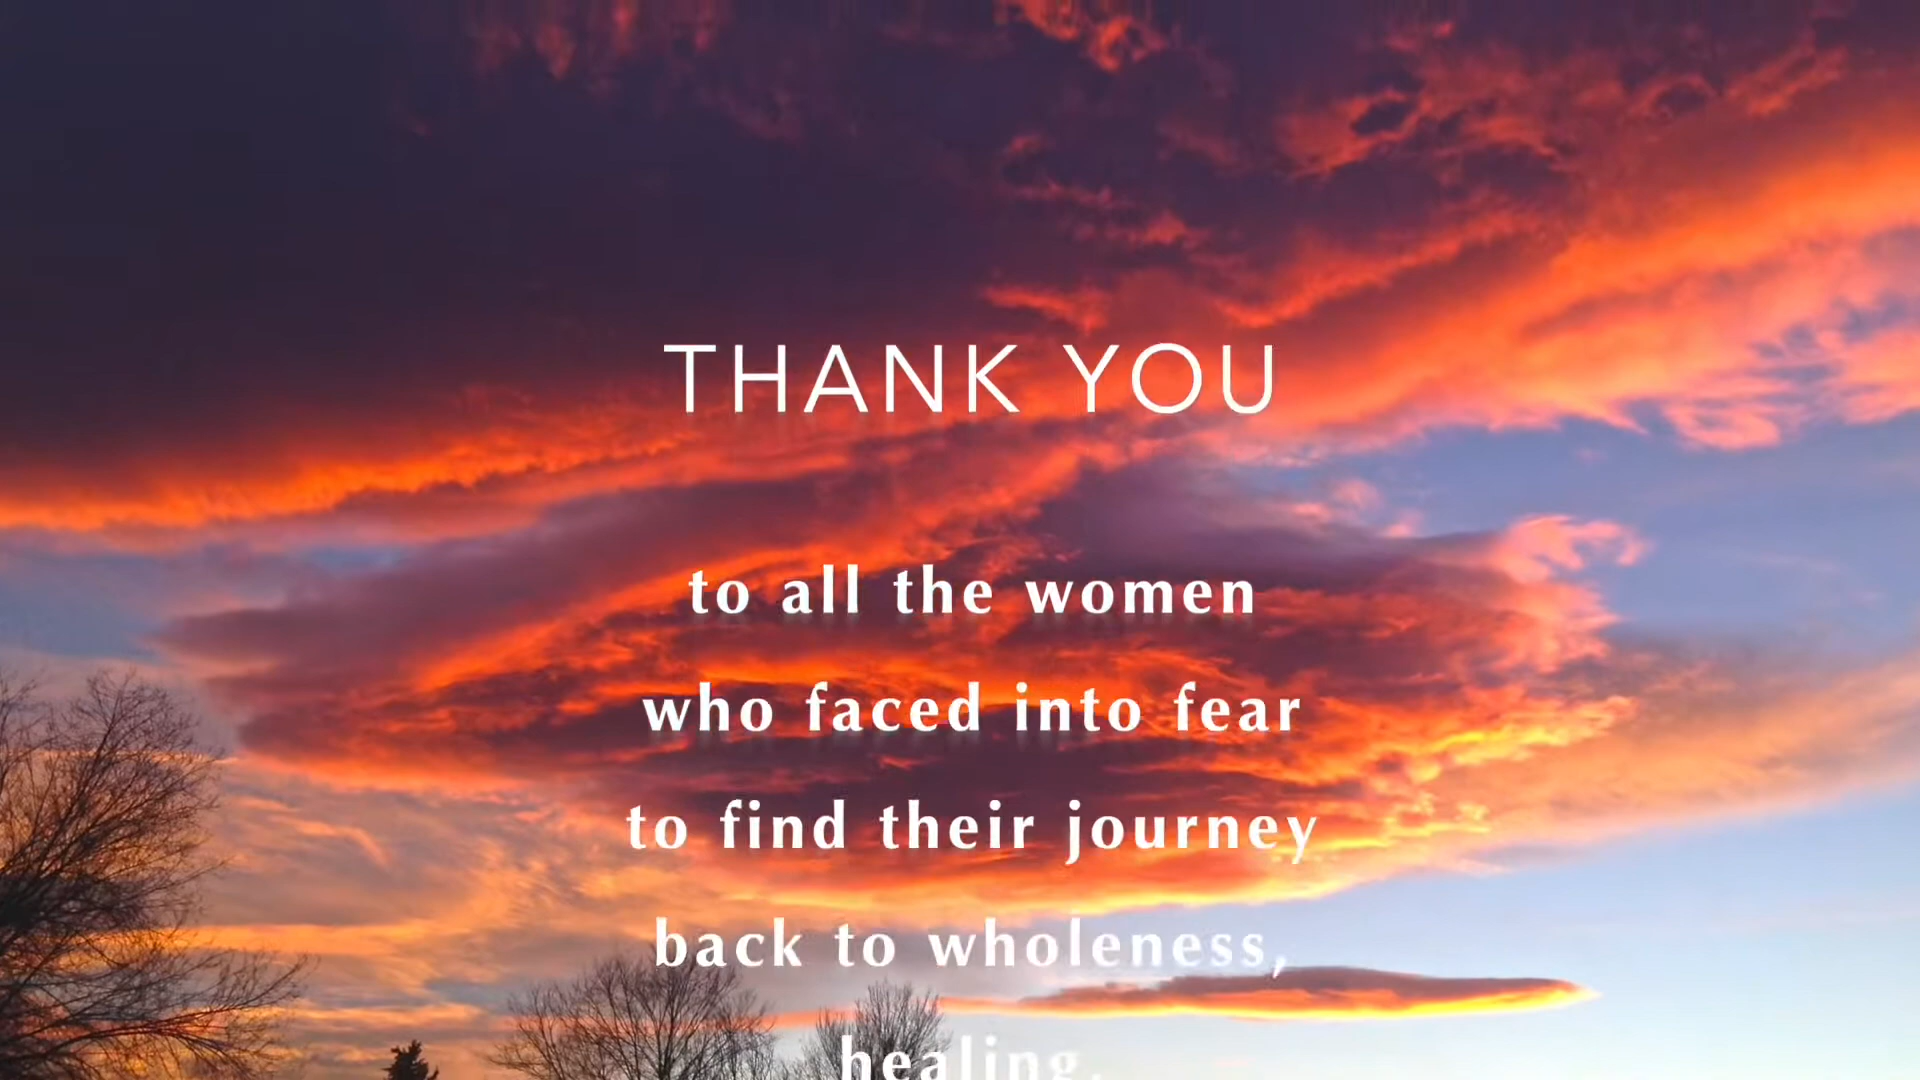 THANK YOU
to all the women
who faced into fear
to find their journey
back to wholeness,
healing,